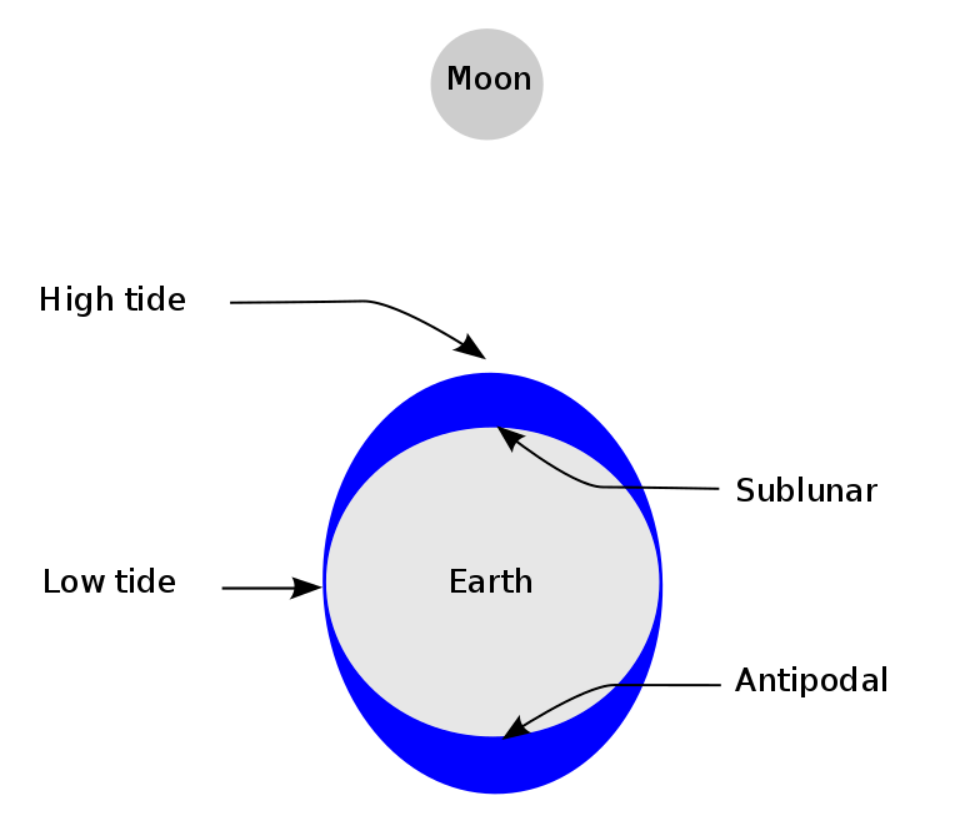 Moon
High tide
Sublunar
Low tide
Earth
Antipodal